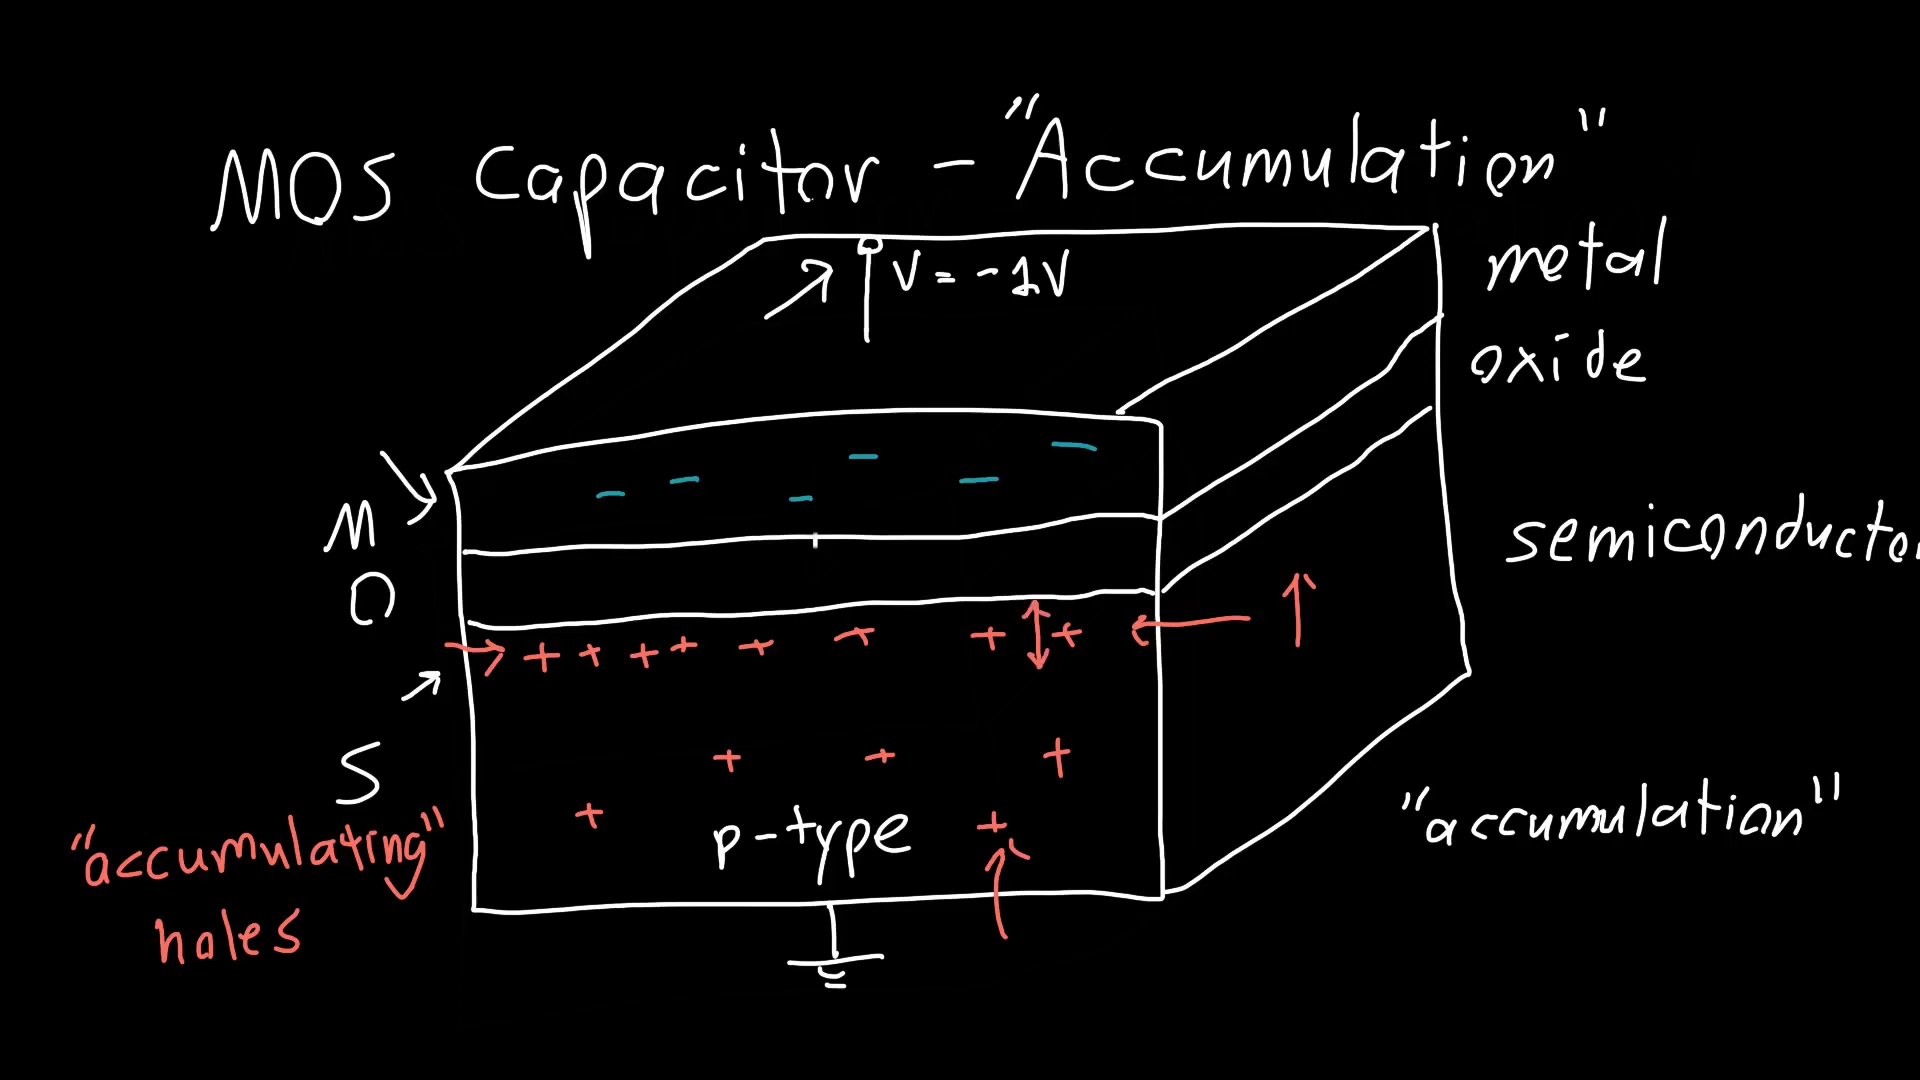 MOS Capacitor - "Accumulation"
metal
V = -1V
oxide
M
semiconducto
O
S
"accumulation"
p-type
"accumulating"
holes